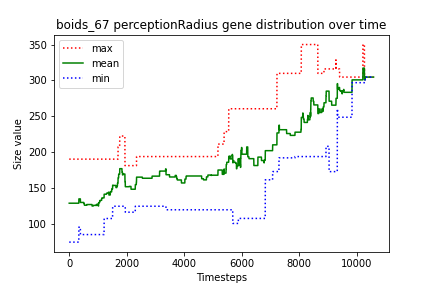 boids_67 perceptionRadius gene distribution over time
max
mean
min
Size value
350
300
250
200
150
100
0
2000
4000
6000
8000
10000
Timesteps